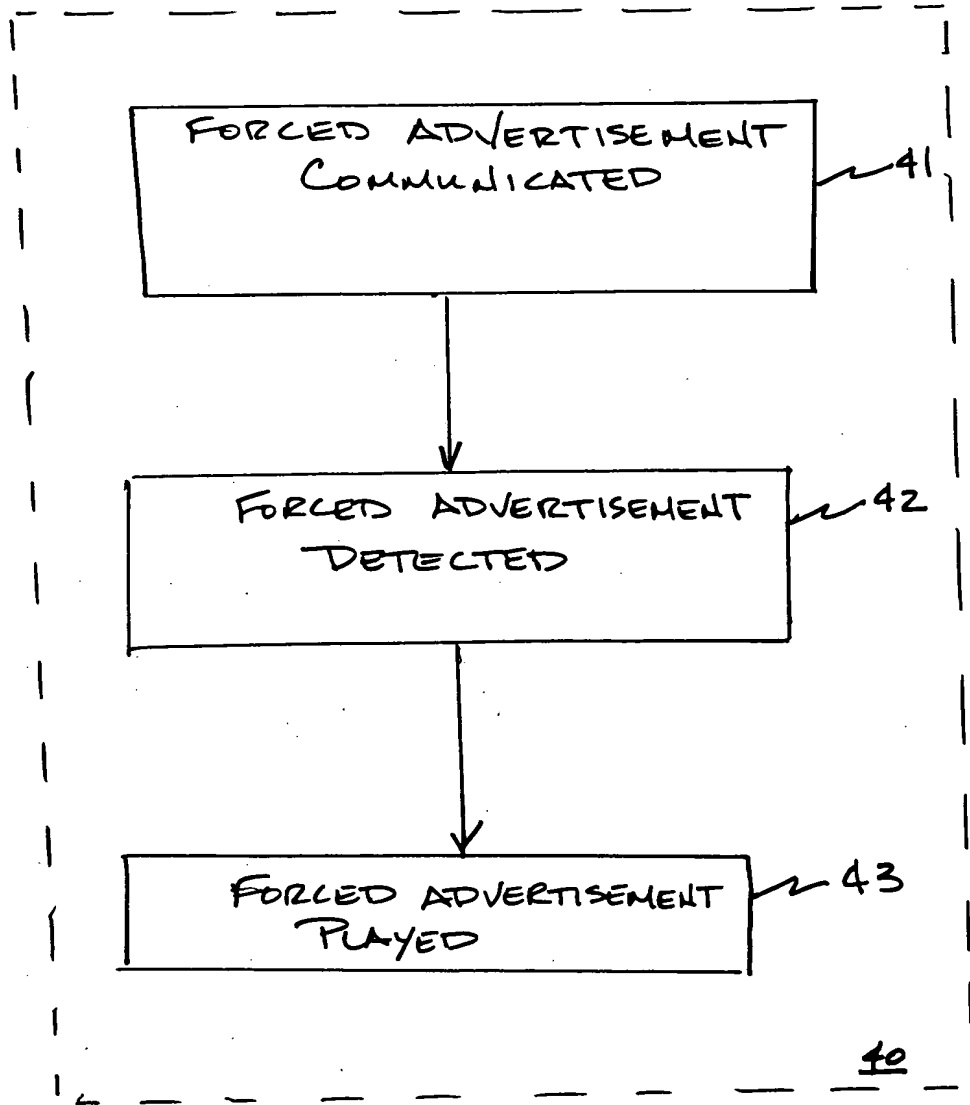 FORCED ADVERTISEMENT
COMMUNICATED
41
FORCED ADVERTISEMENT
DETECTED
42
FORCED ADVERTISEMENT
PLAYED
43
40